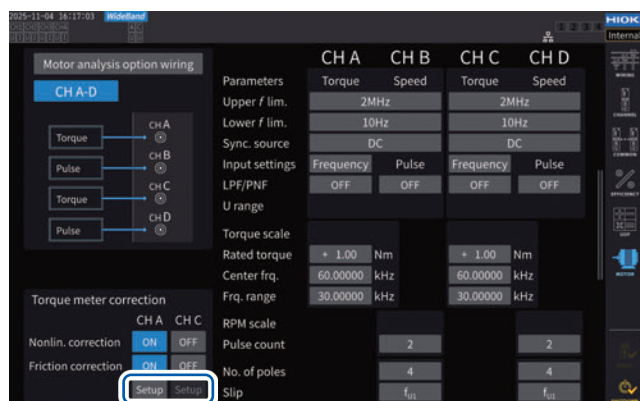 2025-11-04 16:17:03 WideBand
HIOKI
Internal
Motor analysis option wiring
CH A-D
Torque CH A
Pulse CH B
Torque CH C
Pulse CH D
CH A CH B CH C CH D
Parameters Torque Speed Torque Speed
Upper f lim. 2MHz 2MHz
Lower f lim. 10Hz 10Hz
Sync. source DC DC
Input settings Frequency Pulse Frequency Pulse
LPF/PNF OFF OFF OFF OFF
U range
Torque scale
Rated torque + 1.00 Nm + 1.00 Nm
Center frq. 60.00000 kHz 60.00000 kHz
Frq. range 30.00000 kHz 30.00000 kHz
RPM scale
Pulse count 2 2
No. of poles 4 4
Slip fU1 fU1
Torque meter correction
CH A CH C
Nonlin. correction ON OFF
Friction correction ON OFF
Setup Setup
WIRING
CHANNEL
COMMON
EFFICIENCY
UDF
MOTOR